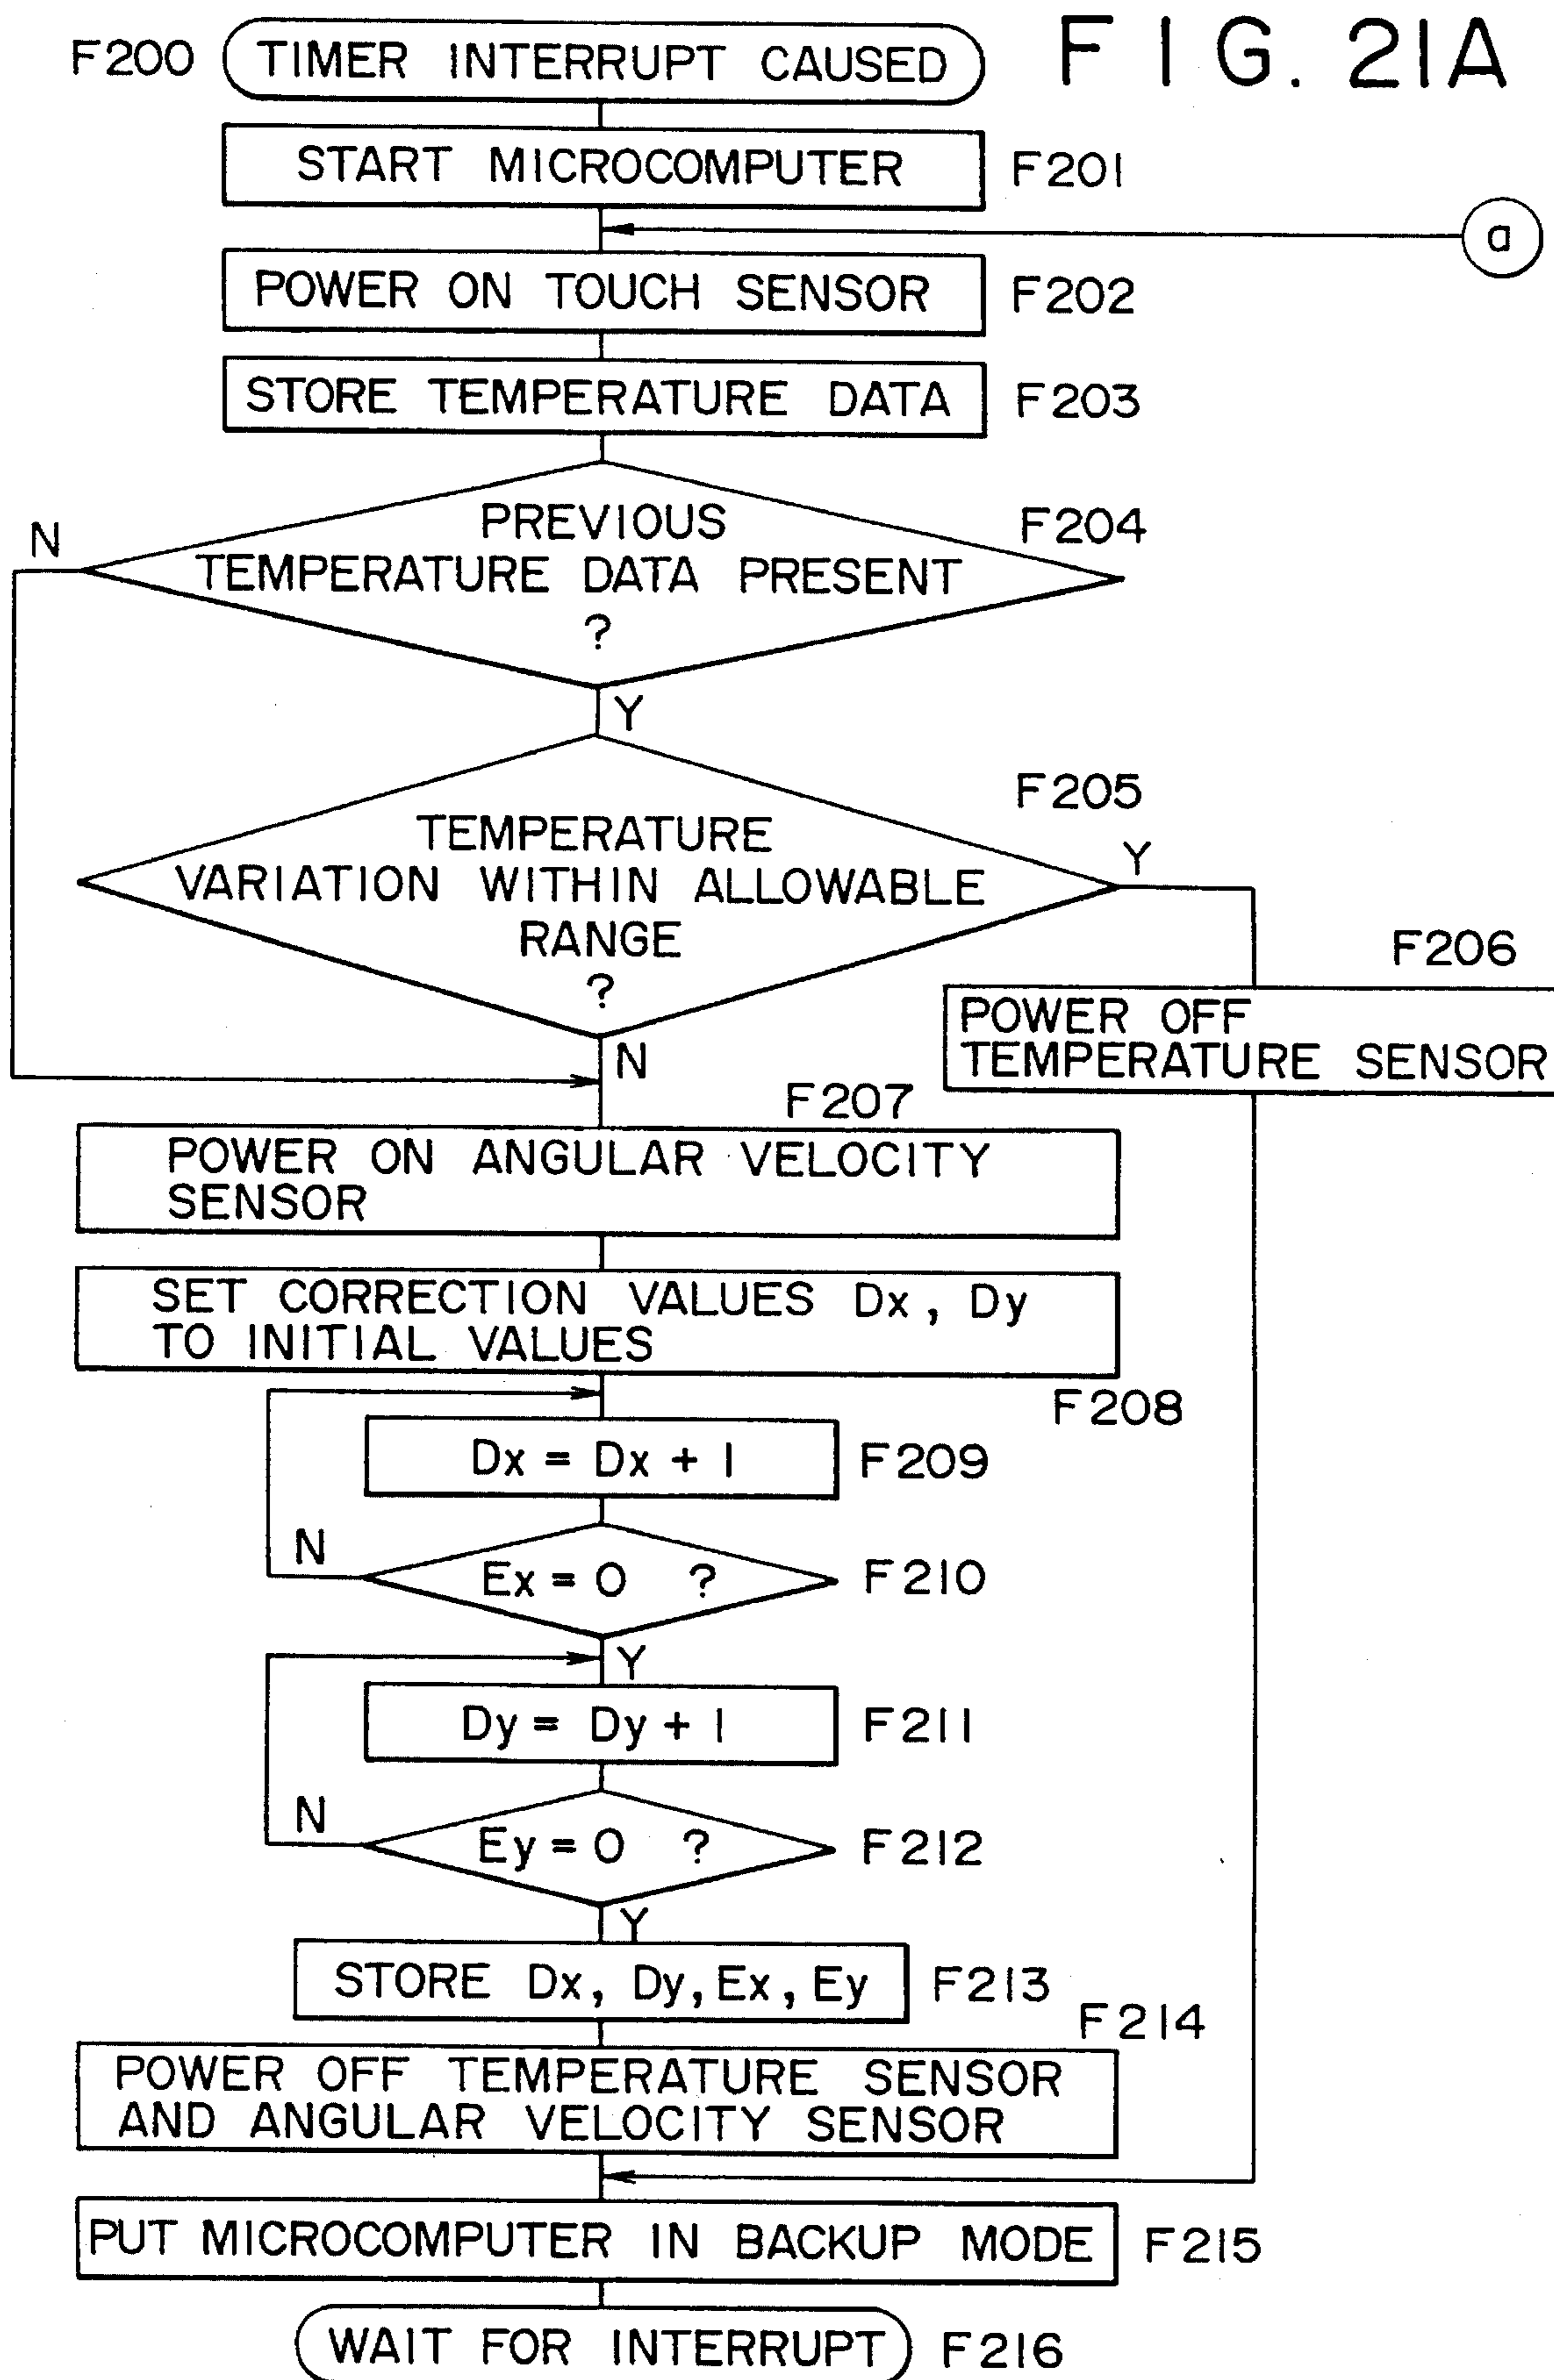 FIG. 21A
F200 TIMER INTERRUPT CAUSED
START MICROCOMPUTER F201
a
POWER ON TOUCH SENSOR F202
STORE TEMPERATURE DATA F203
PREVIOUS
TEMPERATURE DATA PRESENT
?
F204
N
Y
TEMPERATURE
VARIATION WITHIN ALLOWABLE
RANGE
?
F205
Y
N
F206
POWER OFF
TEMPERATURE SENSOR
F207
POWER ON ANGULAR VELOCITY
SENSOR
SET CORRECTION VALUES Dx, Dy
TO INITIAL VALUES
F208
Dx = Dx + 1 F209
N
Ex = 0 ? F210
Y
Dy = Dy + 1 F211
N
Ey = 0 ? F212
Y
STORE Dx, Dy, Ex, Ey F213
F214
POWER OFF TEMPERATURE SENSOR
AND ANGULAR VELOCITY SENSOR
PUT MICROCOMPUTER IN BACKUP MODE F215
WAIT FOR INTERRUPT F216